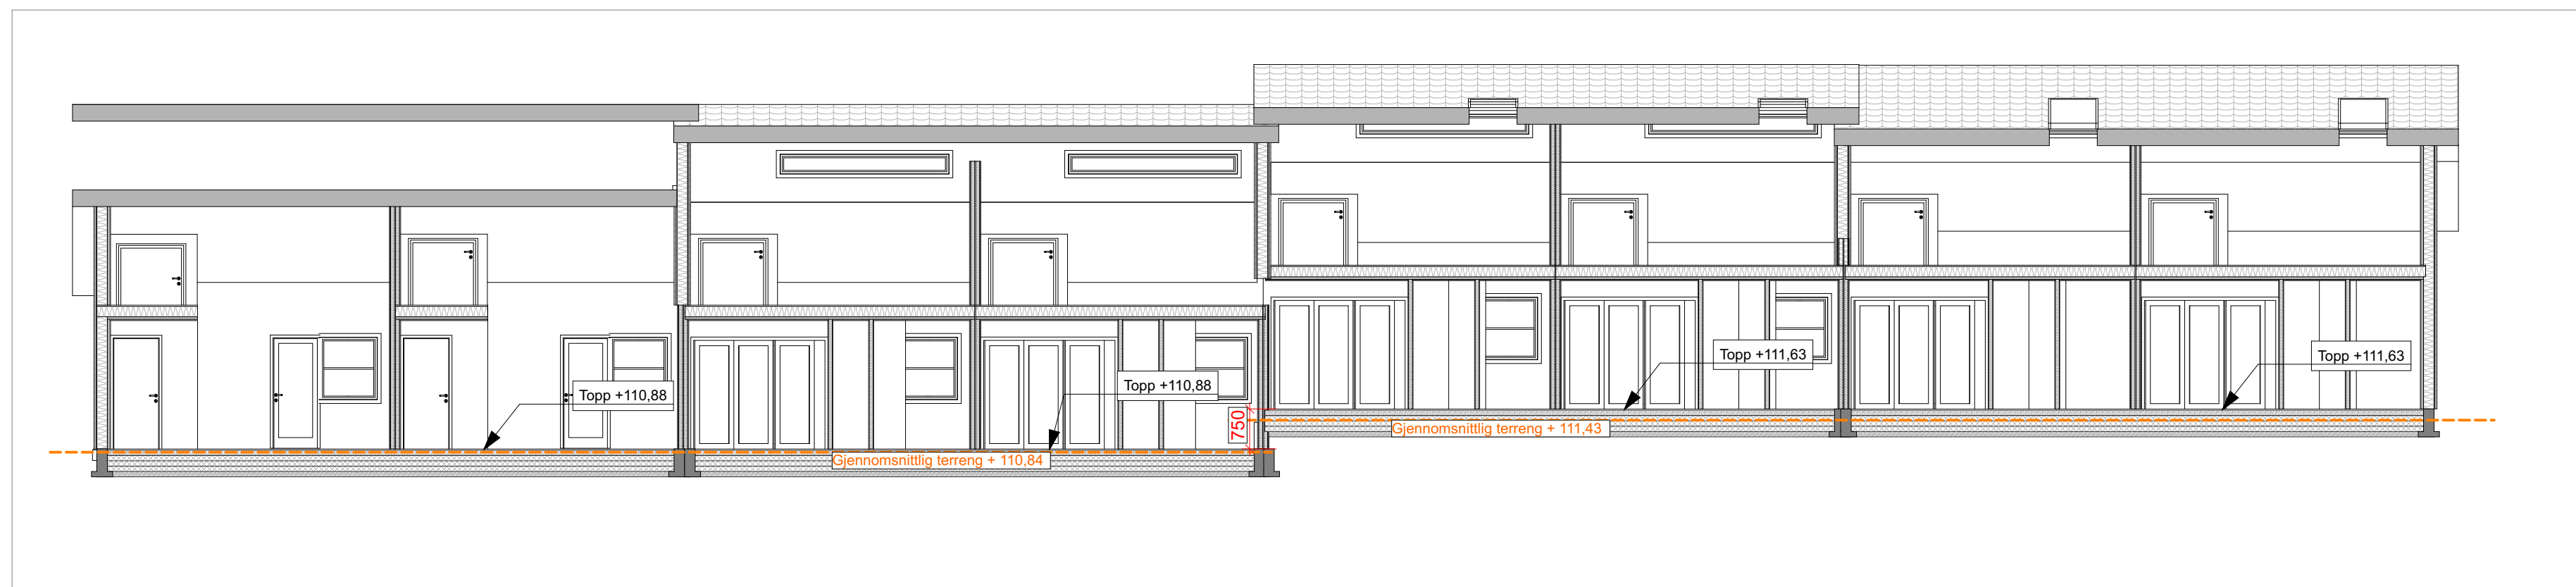 Topp +110,88
Topp +110,88
750
Topp +111,63
Topp +111,63
Gjennomsnittlig terreng + 110,84
Gjennomsnittlig terreng + 111,43